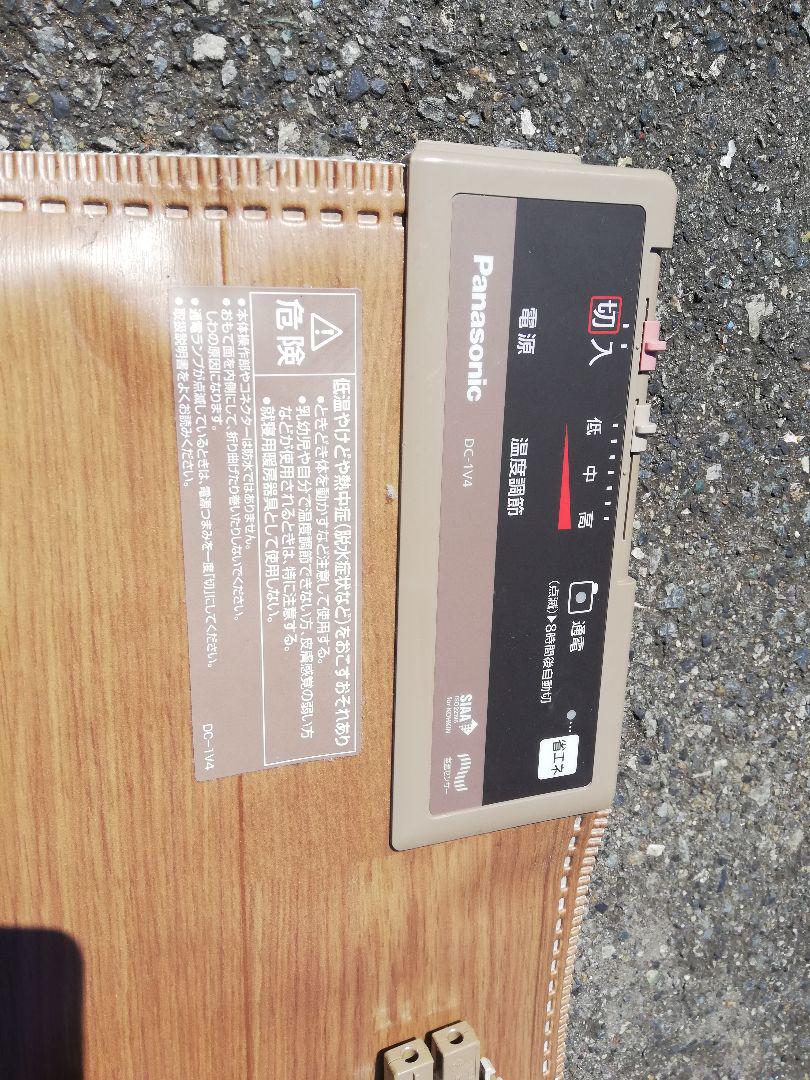 切 入
低 中 高
通電
(点滅)▶8時間後自動切
省エネ
電源
温度調節
Panasonic
DC-1V4
SIAA
ISO22196
for KOHKIN
室温センサー
危険
低温やけどや熱中症(脱水症状など)をおこすおそれあり
●ときどき体を動かすなど注意して使用する。
●乳幼児や自分で温度調節できない方、皮膚感覚の弱い方
などが使用されるときは、特に注意する。
●就寝用暖房器具として使用しない。
●本体操作部やコネクターは防水ではありません。
●おもて面を内側にして、折り曲げたり巻いたりしないでください。
しわの原因になります。
●通電ランプが点滅しているときは、電源つまみを一度「切」にしてください。
●取扱説明書をよくお読みください。
DC-1V4